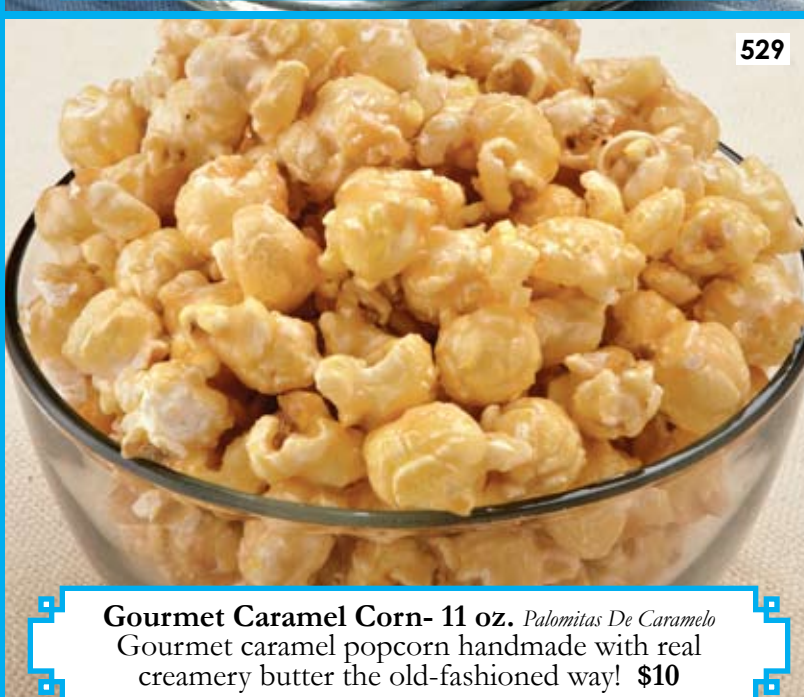 529
Gourmet Caramel Corn- 11 oz. Palomitas De Caramelo
Gourmet caramel popcorn handmade with real
creamery butter the old-fashioned way! $10